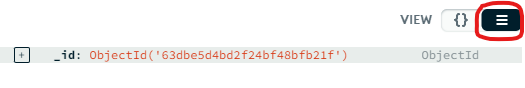 VIEW {}
+ _id: ObjectId('63dbe5d4bd2f24bf48bfb21f') ObjectId